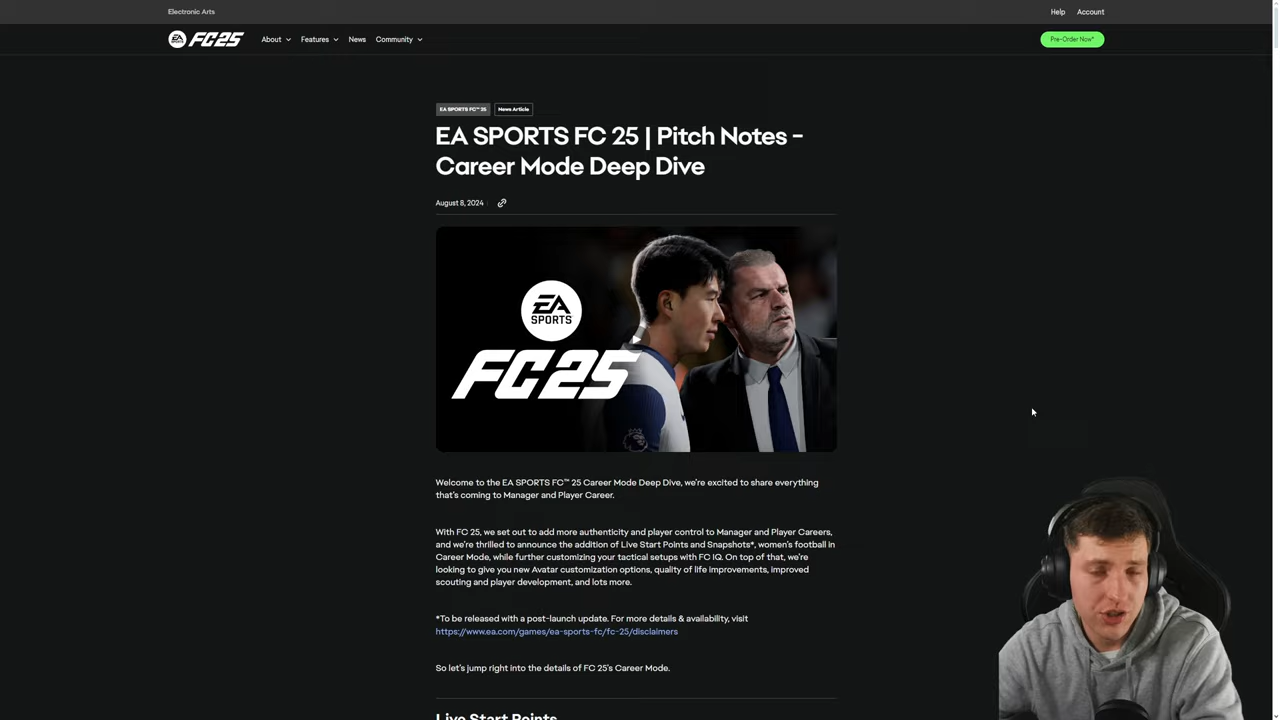 Electronic Arts
Help
Account
EA SPORTS FC25
About
Features
News
Community
Pre-Order Now*
EA SPORTS FC™ 25
News Article
EA SPORTS FC 25 | Pitch Notes -
Career Mode Deep Dive
August 8, 2024
EA
SPORTS
FC25
Welcome to the EA SPORTS FC™ 25 Career Mode Deep Dive, we're excited to share everything
that's coming to Manager and Player Career.
With FC 25, we set out to add more authenticity and player control to Manager and Player Careers,
and we're thrilled to announce the addition of Live Start Points and Snapshots*, women's football in
Career Mode, while further customizing your tactical setups with FC IQ. On top of that, we're
looking to give you new Avatar customization options, quality of life improvements, improved
scouting and player development, and lots more.
*To be released with a post-launch update. For more details & availability, visit
https://www.ea.com/games/ea-sports-fc/fc-25/disclaimers
So let's jump right into the details of FC 25's Career Mode.
Live Start Points